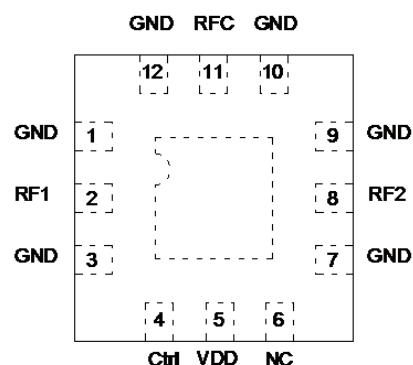 GND RFC GND
12 11 10
GND 1 9 GND
RF1 2 8 RF2
GND 3 7 GND
4 5 6
Ctrl VDD NC